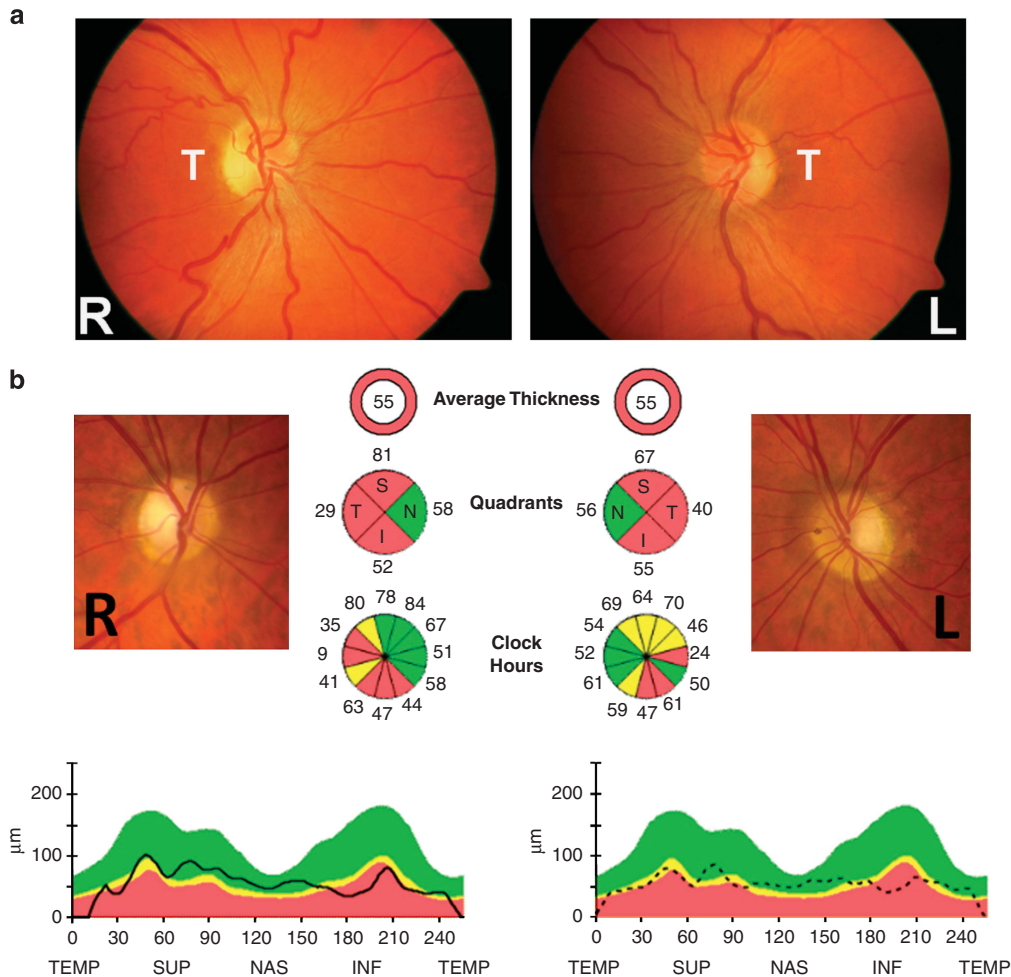 a
T
T
R
L
b
55
Average Thickness
55
81
67
S
S
29
T
N
58
Quadrants
56
N
T
40
I
I
52
55
R
L
78
80
84
35
67
9
51
41
58
63
44
47
Clock
Hours
64
69
70
54
46
52
24
61
50
59
61
47
200
100
0
µm
0 30 60 90 120 150 180 210 240
TEMP SUP NAS INF TEMP
200
100
0
µm
0 30 60 90 120 150 180 210 240
TEMP SUP NAS INF TEMP